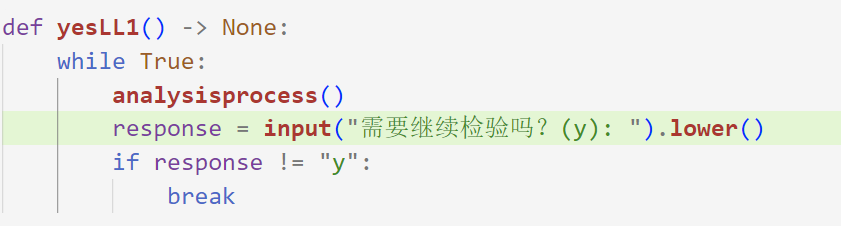 def yesLL1() -> None:
    while True:
        analysisprocess()
        response = input("需要继续检验吗？(y): ").lower()
        if response != "y":
            break